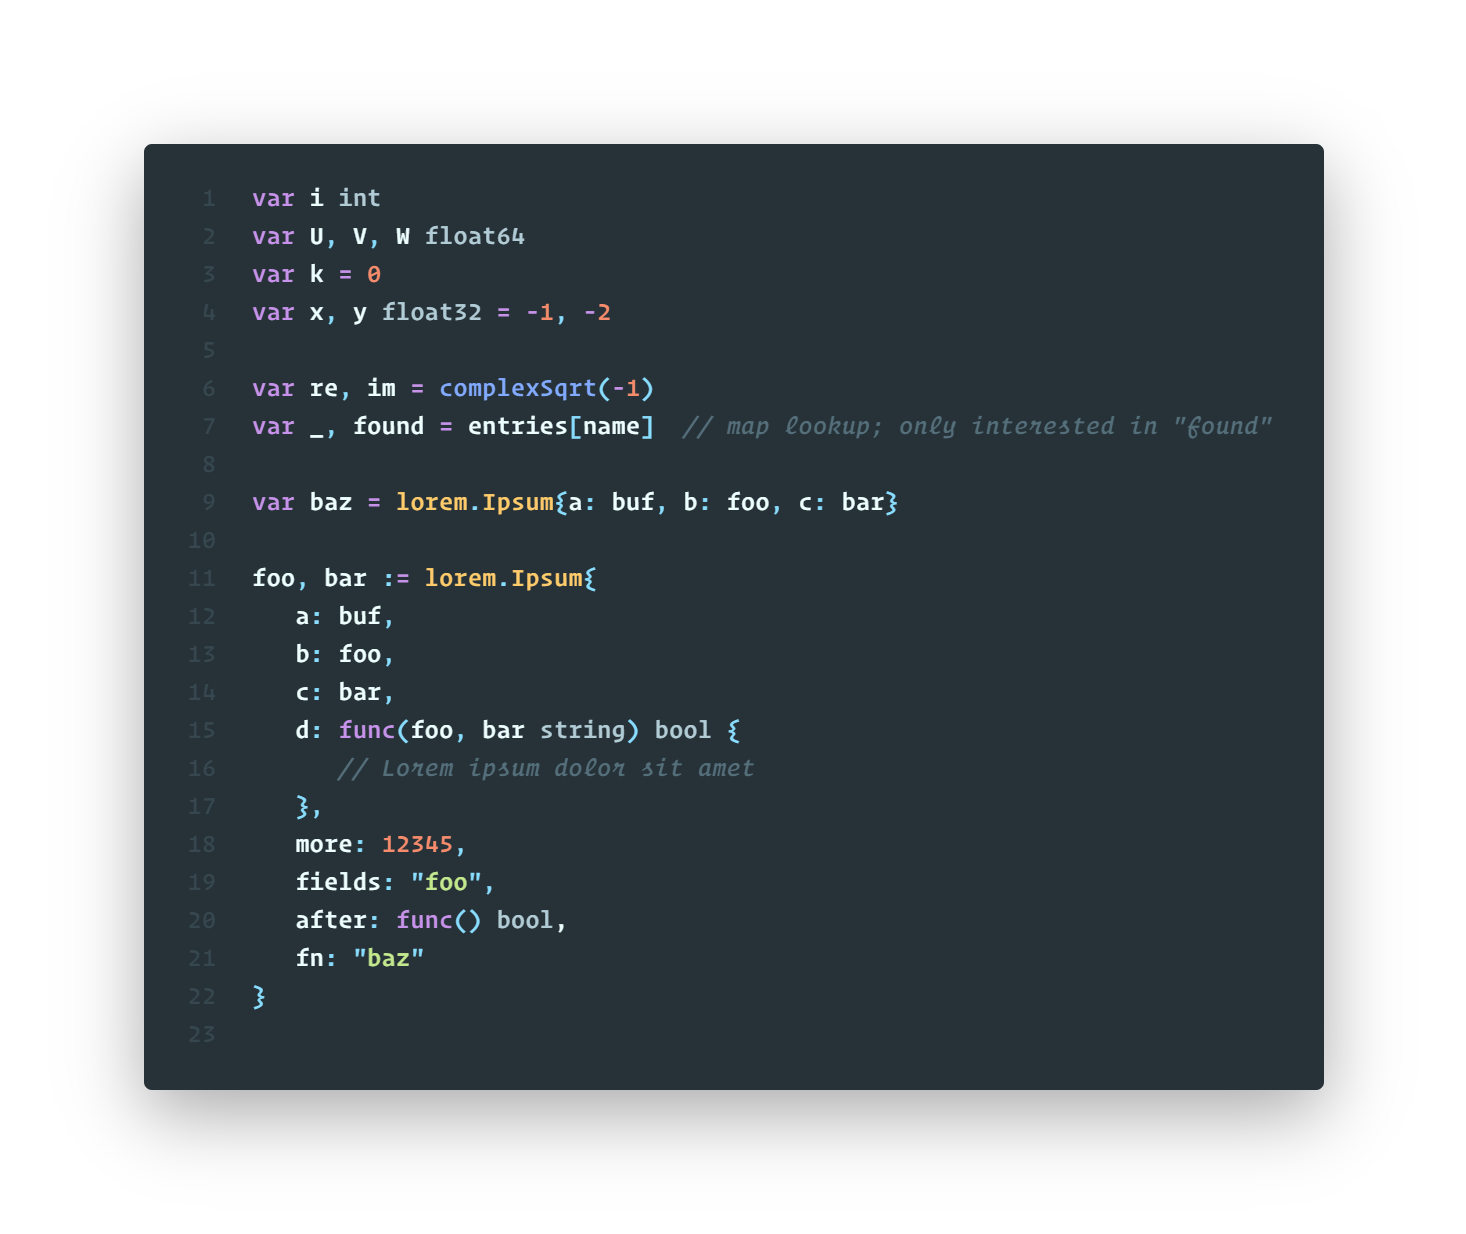 1 var i int
2 var U, V, W float64
3 var k = 0
4 var x, y float32 = -1, -2
5
6 var re, im = complexSqrt(-1)
7 var _, found = entries[name]  // map lookup; only interested in "found"
8
9 var baz = lorem.Ipsum{a: buf, b: foo, c: bar}
10
11 foo, bar := lorem.Ipsum{
12    a: buf,
13    b: foo,
14    c: bar,
15    d: func(foo, bar string) bool {
16       // Lorem ipsum dolor sit amet
17    },
18    more: 12345,
19    fields: "foo",
20    after: func() bool,
21    fn: "baz"
22 }
23